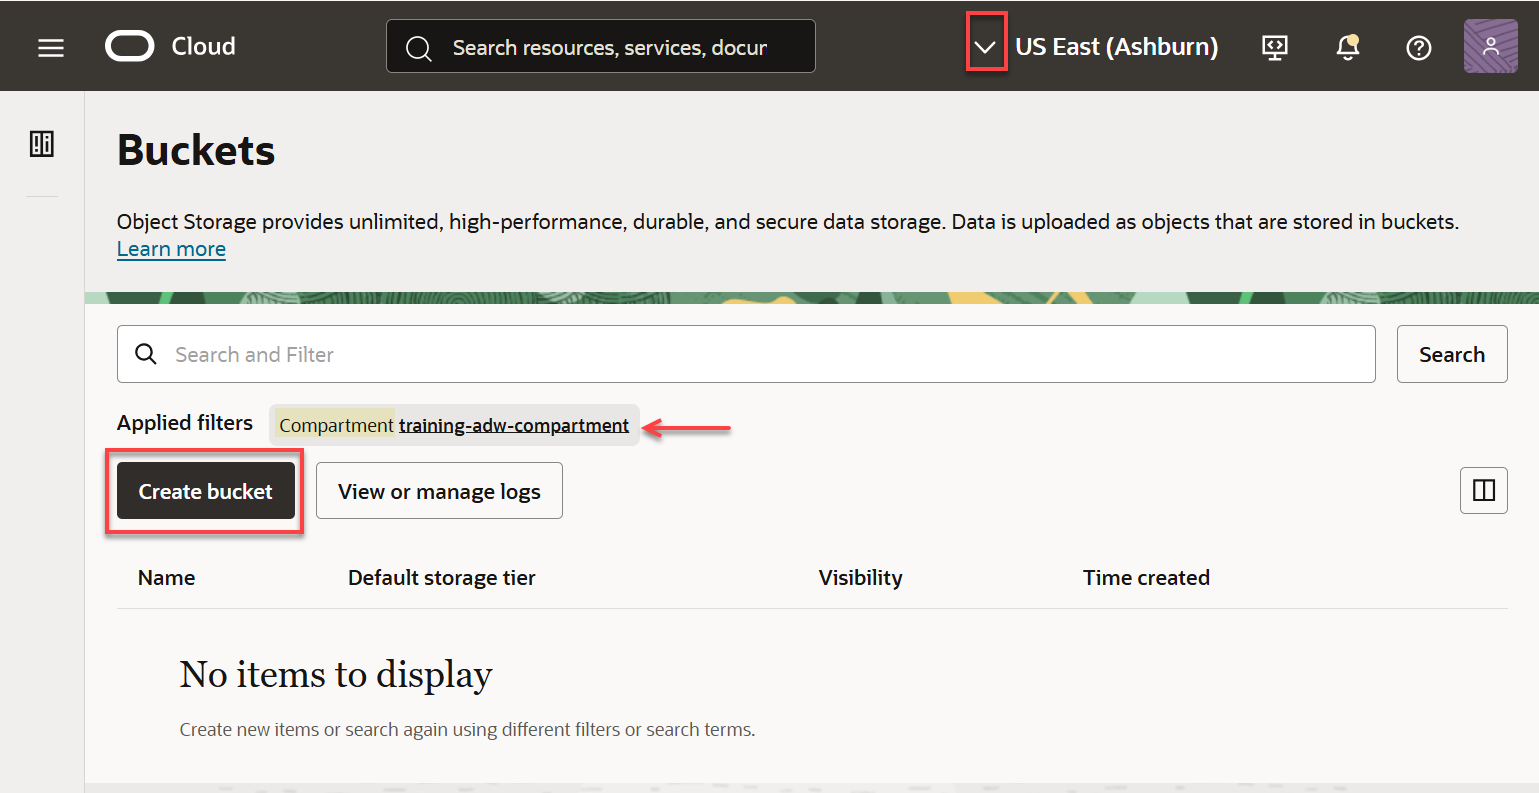 Cloud
Search resources, services, docur
US East (Ashburn)
Buckets
Object Storage provides unlimited, high-performance, durable, and secure data storage. Data is uploaded as objects that are stored in buckets.
Learn more
Search and Filter
Search
Applied filters
Compartment training-adw-compartment
Create bucket
View or manage logs
Name
Default storage tier
Visibility
Time created
No items to display
Create new items or search again using different filters or search terms.